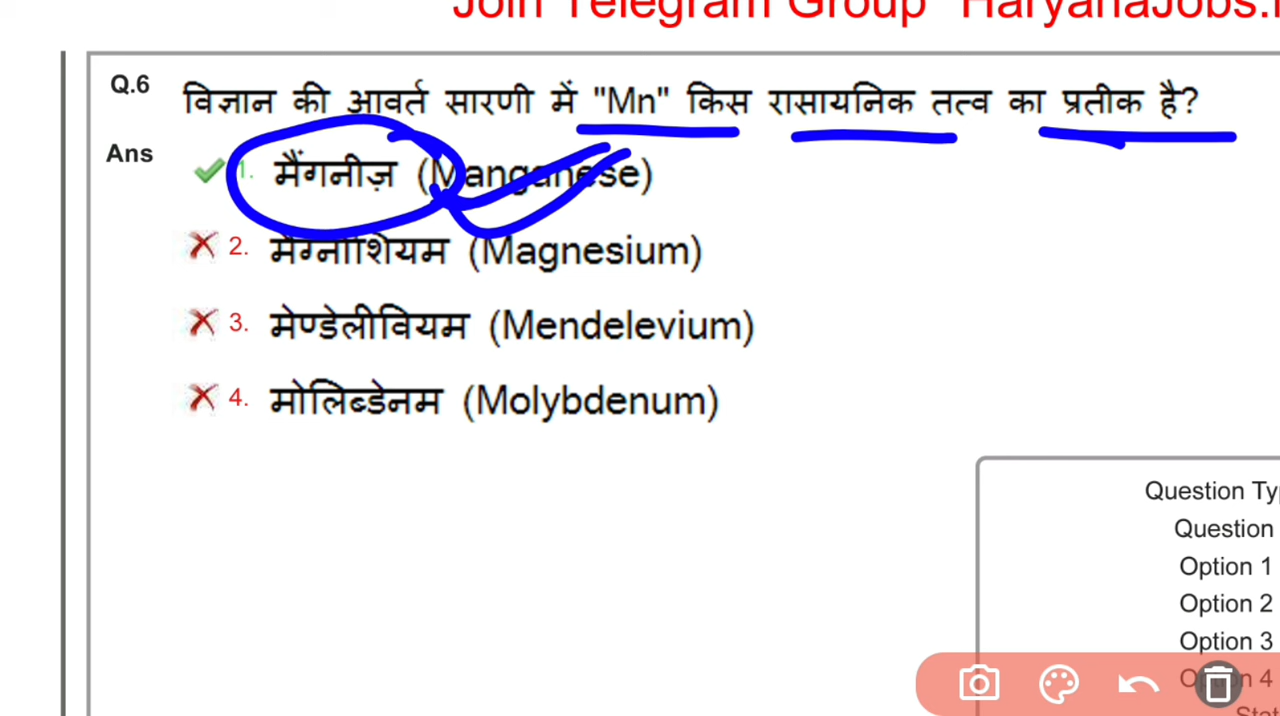 Join Telegram Group "HaryanaJobs.
Q.6 विज्ञान की आवर्त सारणी में "Mn" किस रासायनिक तत्व का प्रतीक है?
Ans
1. मैंगनीज़ (Manganese)
2. मैग्नीशियम (Magnesium)
3. मेण्डेलीवियम (Mendelevium)
4. मोलिब्डेनम (Molybdenum)
Question Ty
Question
Option 1
Option 2
Option 3